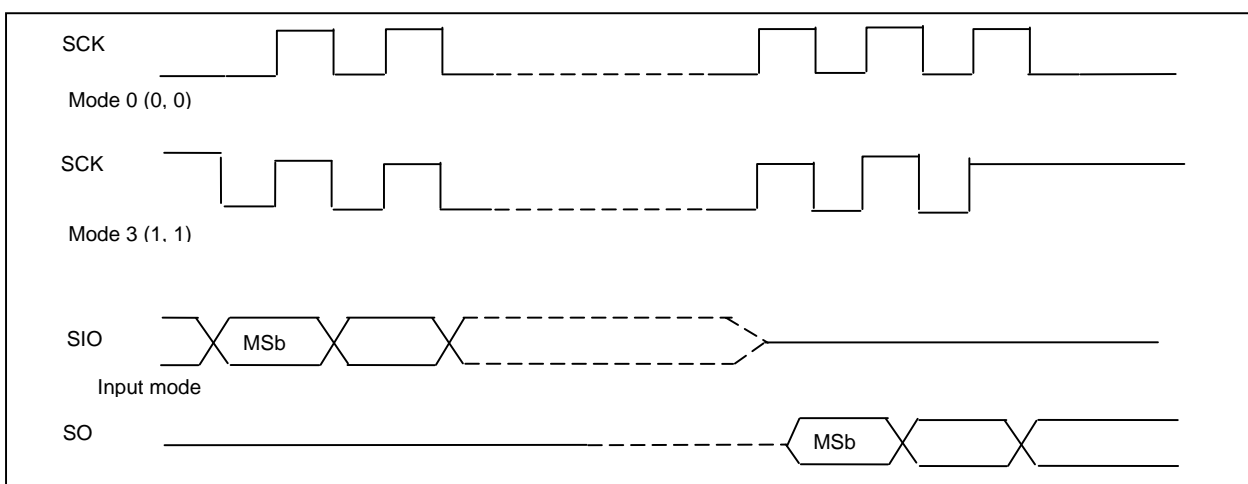 SCK
Mode 0 (0, 0)
SCK
Mode 3 (1, 1)
SIO
MSb
Input mode
SO
MSb